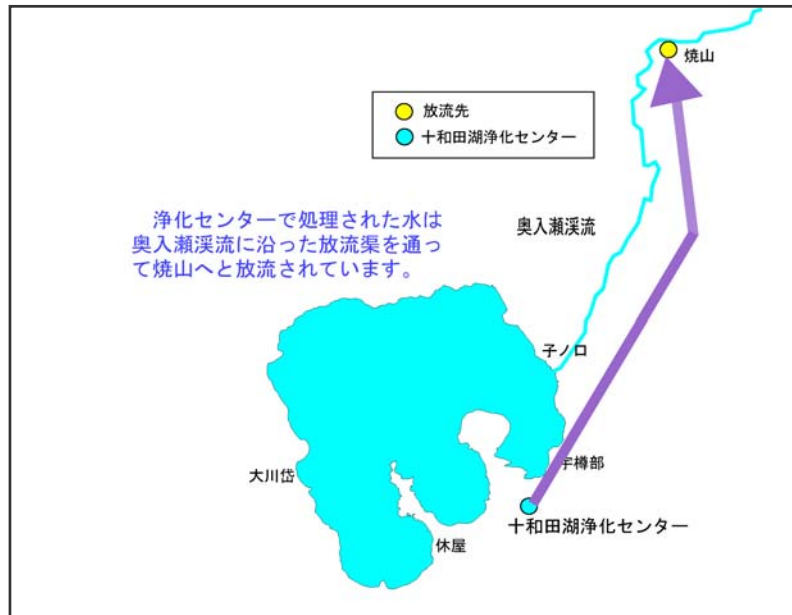 焼山
放流先
十和田湖浄化センター
浄化センターで処理された水は
奥入瀬渓流に沿った放流渠を通っ
て焼山へと放流されています。
奥入瀬渓流
子ノ口
大川岱
宇樽部
十和田湖浄化センター
休屋